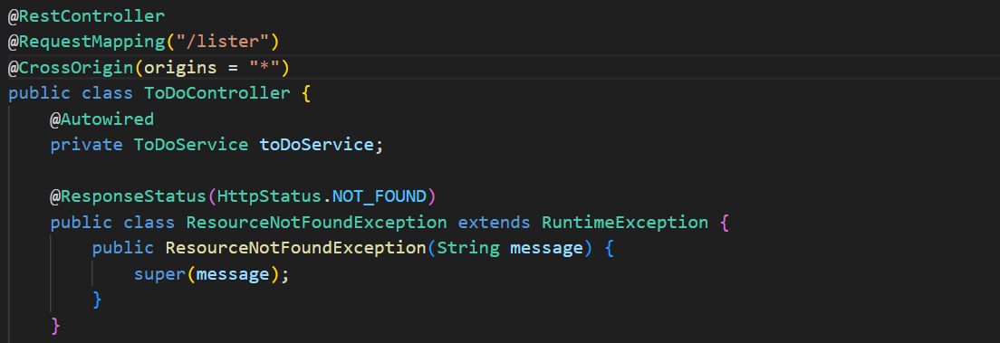 @RestController
@RequestMapping("/lister")
@CrossOrigin(origins = "*")
public class ToDoController {
    @Autowired
    private ToDoService toDoService;

    @ResponseStatus(HttpStatus.NOT_FOUND)
    public class ResourceNotFoundException extends RuntimeException {
        public ResourceNotFoundException(String message) {
            super(message);
        }
    }